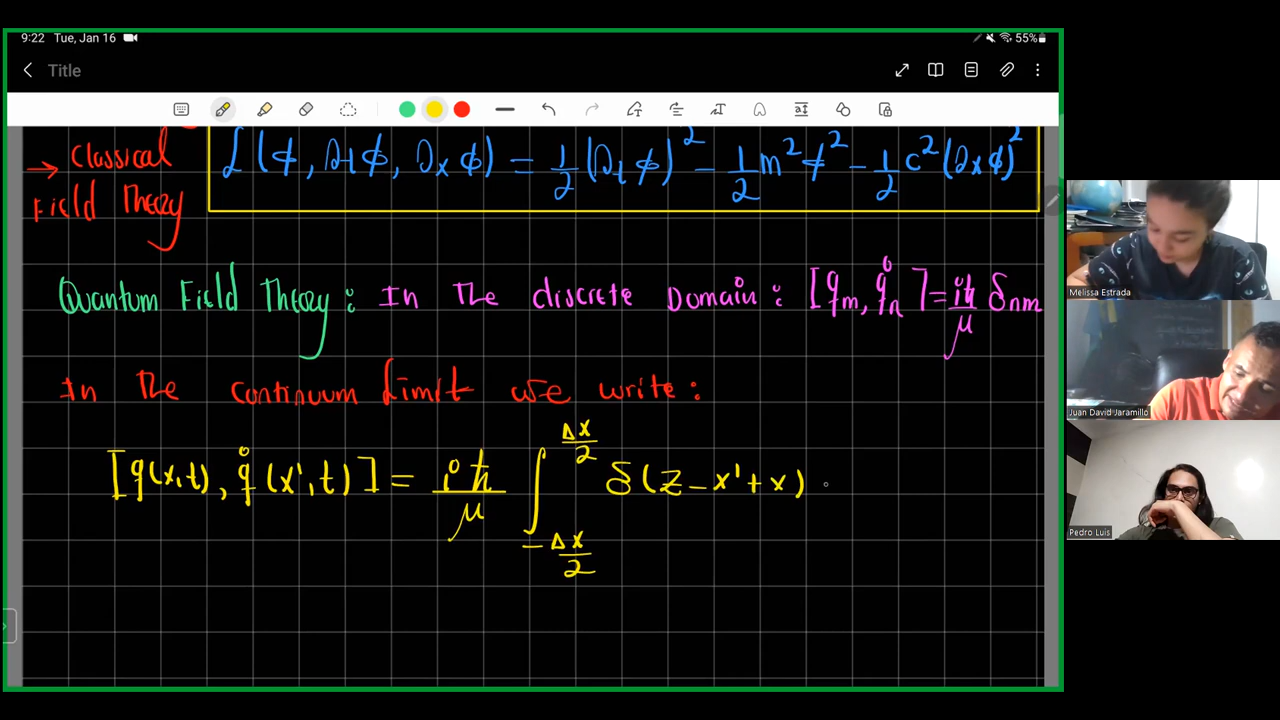 9:22 Tue, Jan 16
55%
Title
→ Classical Field Theory
ℒ(ϕ, ∂tϕ, ∂xϕ) = 1/2 (∂tϕ)² - 1/2 m²ϕ² - 1/2 c² (∂xϕ)²
Quantum Field Theory: In the discrete Domain: [qm, q̇n] = iħ/μ δnm
In the continuum Limit we write:
[q(x,t), q̇(x',t)] = iħ/μ ∫_{-Δx/2}^{Δx/2} δ(z-x'+x)
Melissa Estrada
Juan David Jaramillo
Pedro Luis